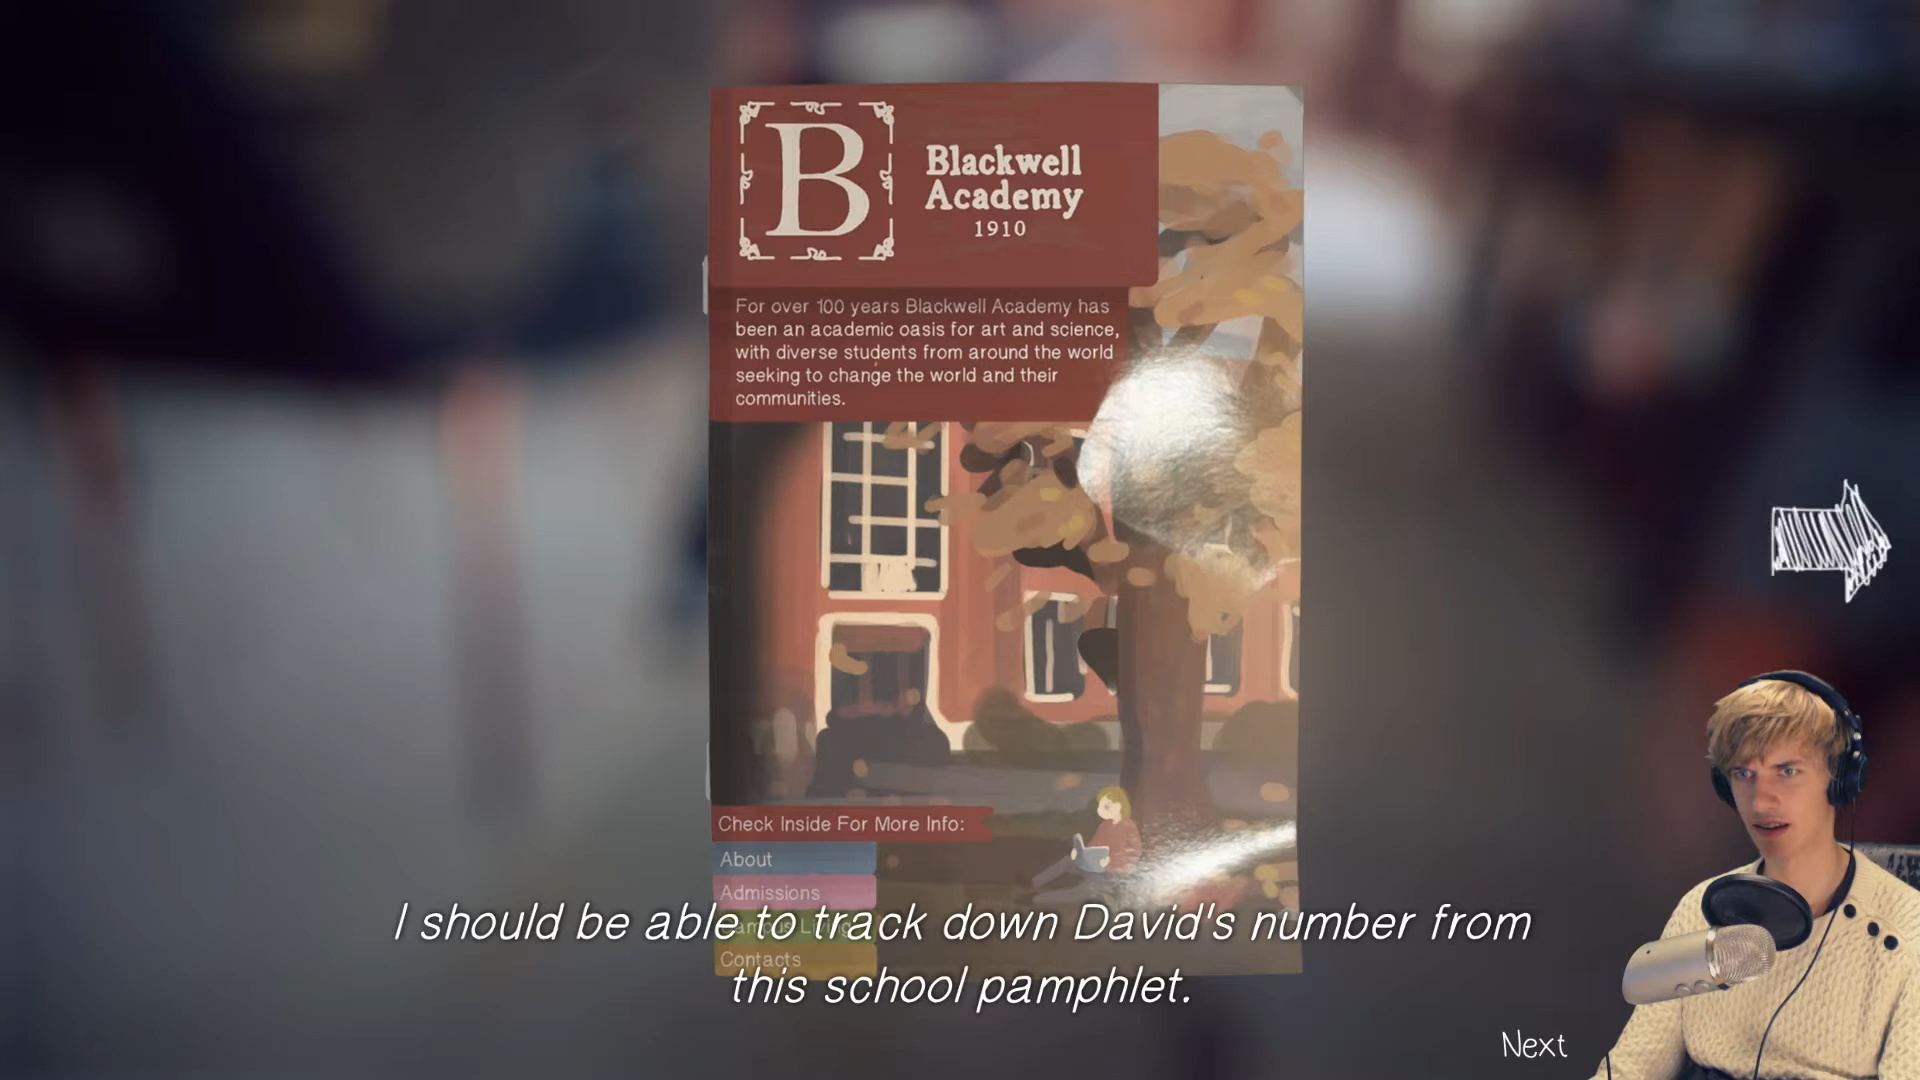 B
Blackwell
Academy
1910
For over 100 years Blackwell Academy has
been an academic oasis for art and science,
with diverse students from around the world
seeking to change the world and their
communities.
Check Inside For More Info:
About
Admissions
Campus Living
Contacts
I should be able to track down David's number from
this school pamphlet.
Next